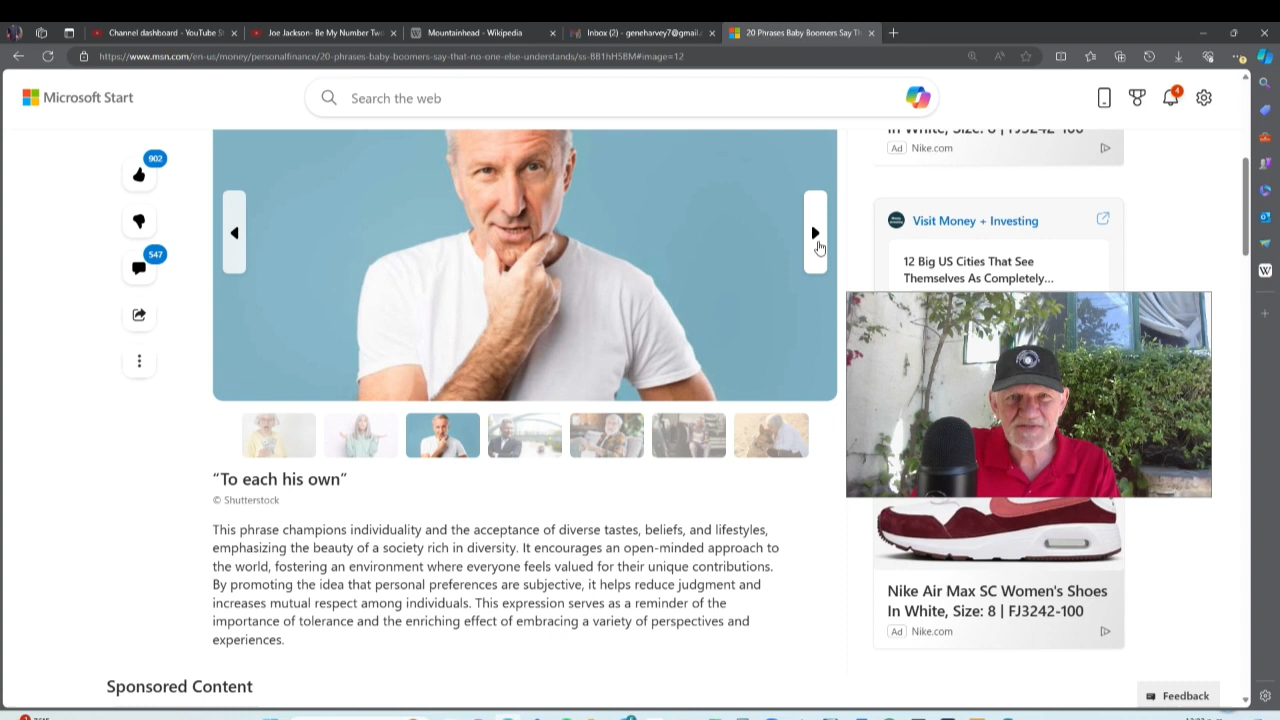 Channel dashboard - YouTube S
Joe Jackson- Be My Number Two
Mountainhead - Wikipedia
Inbox (2) - geneharvey7@gmail.
20 Phrases Baby Boomers Say Th
https://www.msn.com/en-us/money/personalfinance/20-phrases-baby-boomers-say-that-no-one-else-understands/ss-BB1hH5BM#image=12
Microsoft Start
Search the web
4
902
547
In White, Size: 8 | FJ3242-100
Ad Nike.com
Visit Money + Investing
12 Big US Cities That See
Themselves As Completely...
W
“To each his own”
© Shutterstock
This phrase champions individuality and the acceptance of diverse tastes, beliefs, and lifestyles,
emphasizing the beauty of a society rich in diversity. It encourages an open-minded approach to
the world, fostering an environment where everyone feels valued for their unique contributions.
By promoting the idea that personal preferences are subjective, it helps reduce judgment and
increases mutual respect among individuals. This expression serves as a reminder of the
importance of tolerance and the enriching effect of embracing a variety of perspectives and
experiences.
Nike Air Max SC Women's Shoes
In White, Size: 8 | FJ3242-100
Ad Nike.com
Sponsored Content
Feedback